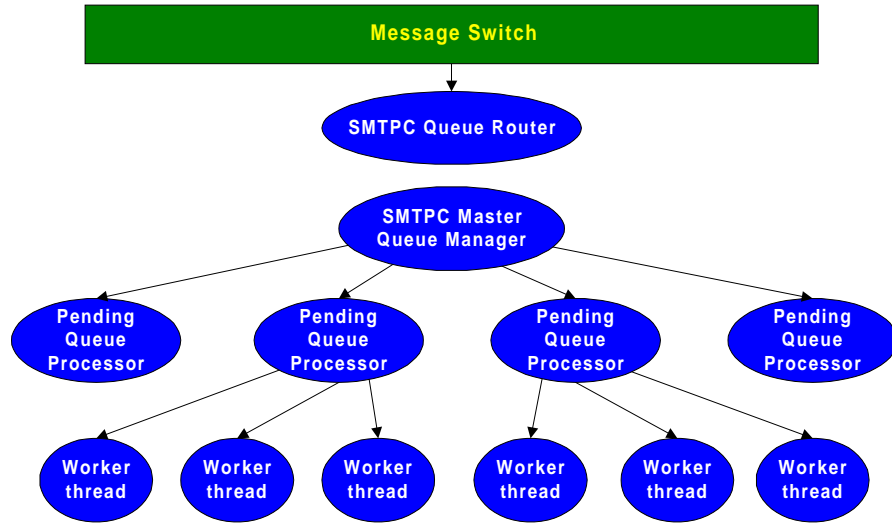 Message Switch
SMTPC Queue Router
SMTPC Master
Queue Manager
Pending
Queue
Processor
Pending
Queue
Processor
Pending
Queue
Processor
Pending
Queue
Processor
Worker
thread
Worker
thread
Worker
thread
Worker
thread
Worker
thread
Worker
thread